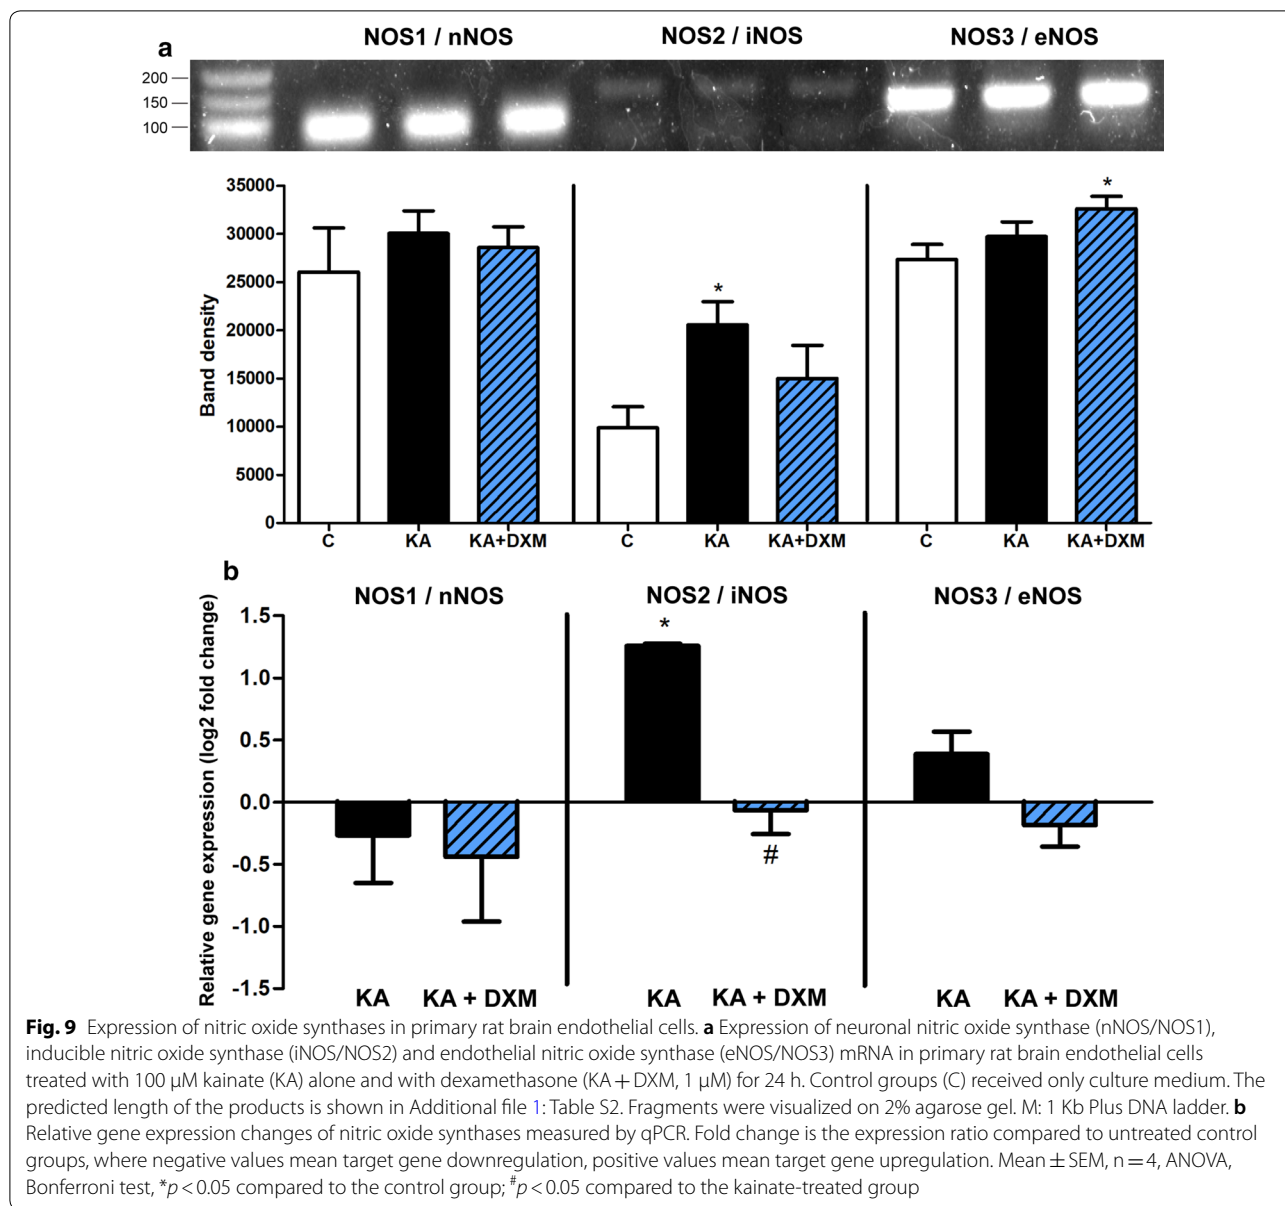 a
NOS1 / nNOS NOS2 / iNOS NOS3 / eNOS
200
150
100
35000
30000
25000
20000
15000
10000
5000
0
Band density
* *
C KA KA+DXM C KA KA+DXM C KA KA+DXM
b
NOS1 / nNOS NOS2 / iNOS NOS3 / eNOS
1.5
1.0
0.5
0.0
-0.5
-1.0
-1.5
Relative gene expression (log2 fold change)
*
#
KA KA + DXM KA KA + DXM KA KA + DXM
Fig. 9 Expression of nitric oxide synthases in primary rat brain endothelial cells. a Expression of neuronal nitric oxide synthase (nNOS/NOS1),
inducible nitric oxide synthase (iNOS/NOS2) and endothelial nitric oxide synthase (eNOS/NOS3) mRNA in primary rat brain endothelial cells
treated with 100 µM kainate (KA) alone and with dexamethasone (KA + DXM, 1 µM) for 24 h. Control groups (C) received only culture medium. The
predicted length of the products is shown in Additional file 1: Table S2. Fragments were visualized on 2% agarose gel. M: 1 Kb Plus DNA ladder. b
Relative gene expression changes of nitric oxide synthases measured by qPCR. Fold change is the expression ratio compared to untreated control
groups, where negative values mean target gene downregulation, positive values mean target gene upregulation. Mean ± SEM, n = 4, ANOVA,
Bonferroni test, *p < 0.05 compared to the control group; #p < 0.05 compared to the kainate-treated group